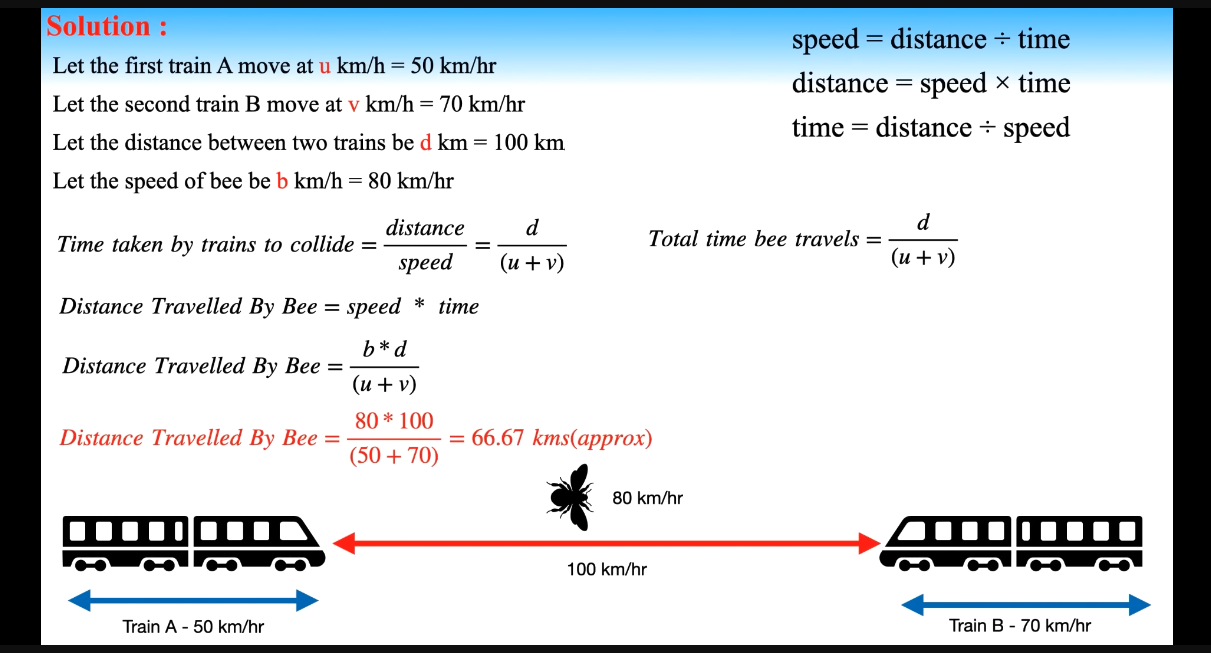 Solution :
Let the first train A move at u km/h = 50 km/hr
Let the second train B move at v km/h = 70 km/hr
Let the distance between two trains be d km = 100 km
Let the speed of bee be b km/h = 80 km/hr
speed = distance ÷ time
distance = speed × time
time = distance ÷ speed
Time taken by trains to collide = distance / speed = d / (u + v)
Total time bee travels = d / (u + v)
Distance Travelled By Bee = speed * time
Distance Travelled By Bee = b * d / (u + v)
Distance Travelled By Bee = 80 * 100 / (50 + 70) = 66.67 kms(approx)
80 km/hr
100 km/hr
Train A - 50 km/hr
Train B - 70 km/hr